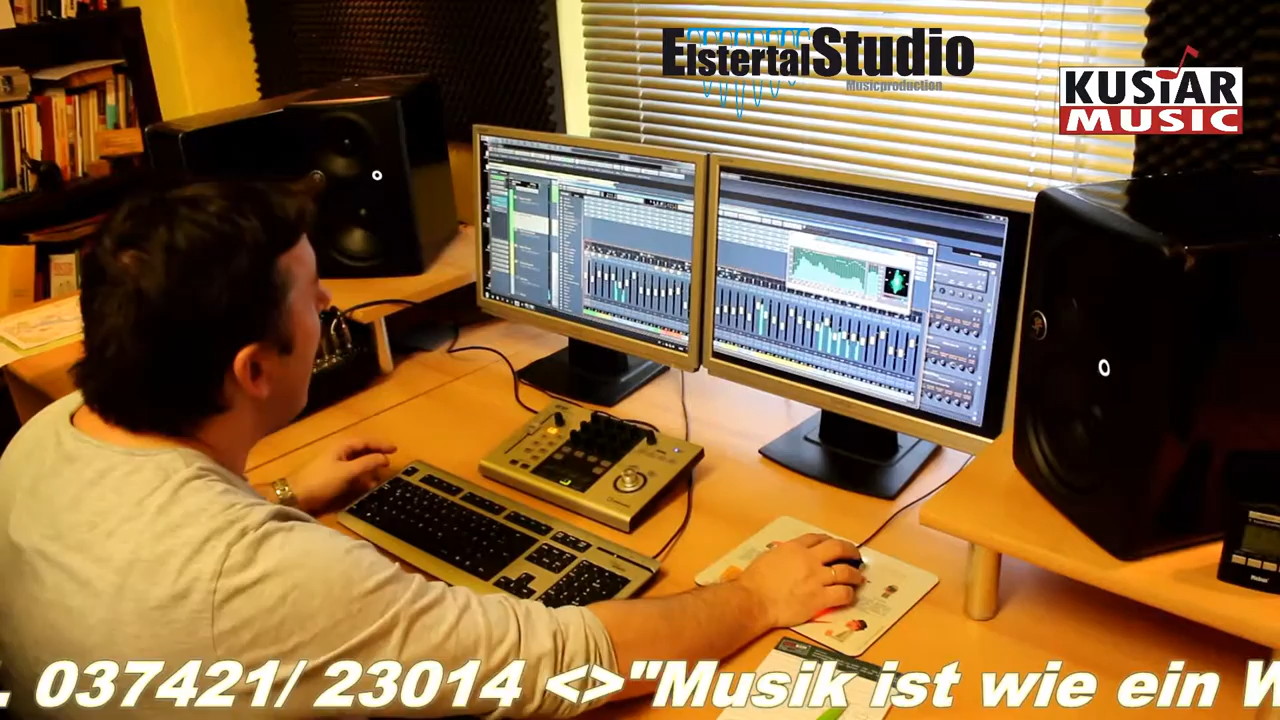 ElstertalStudio
Musicproduction
KUSIAR
MUSIC
. 037421/ 23014 <>"Musik ist wie ein W